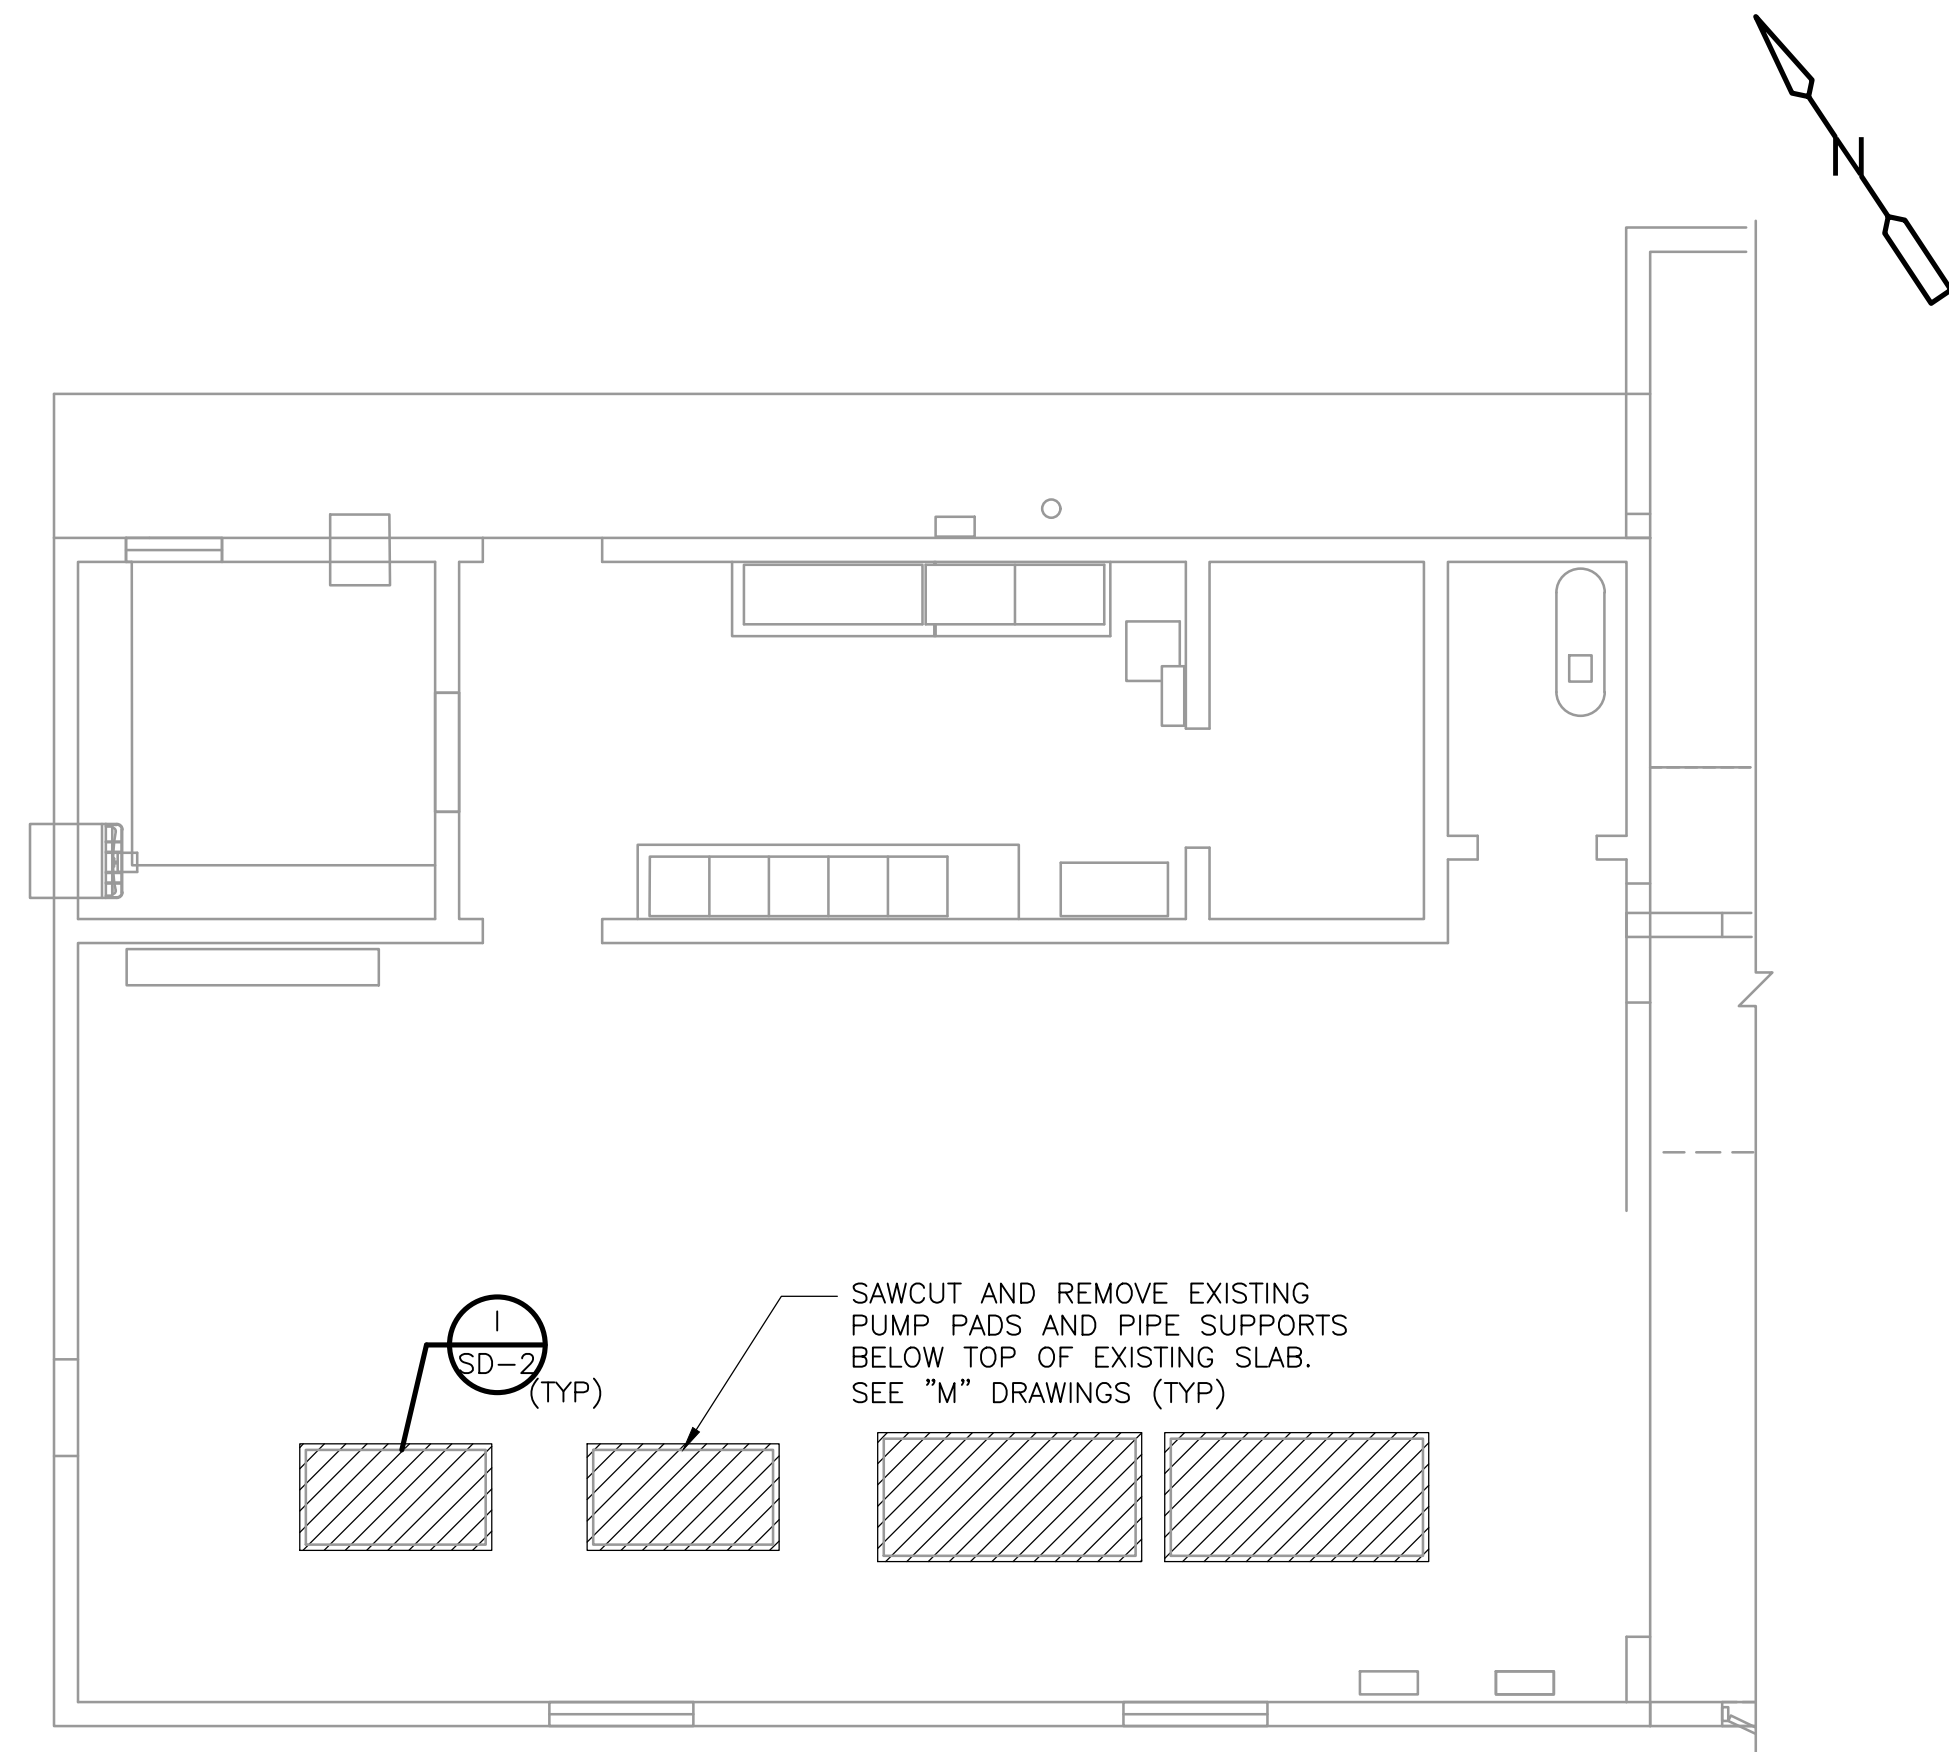 N
SAWCUT AND REMOVE EXISTING
PUMP PADS AND PIPE SUPPORTS
BELOW TOP OF EXISTING SLAB.
SEE "M" DRAWINGS (TYP)
1
SD-2
(TYP)